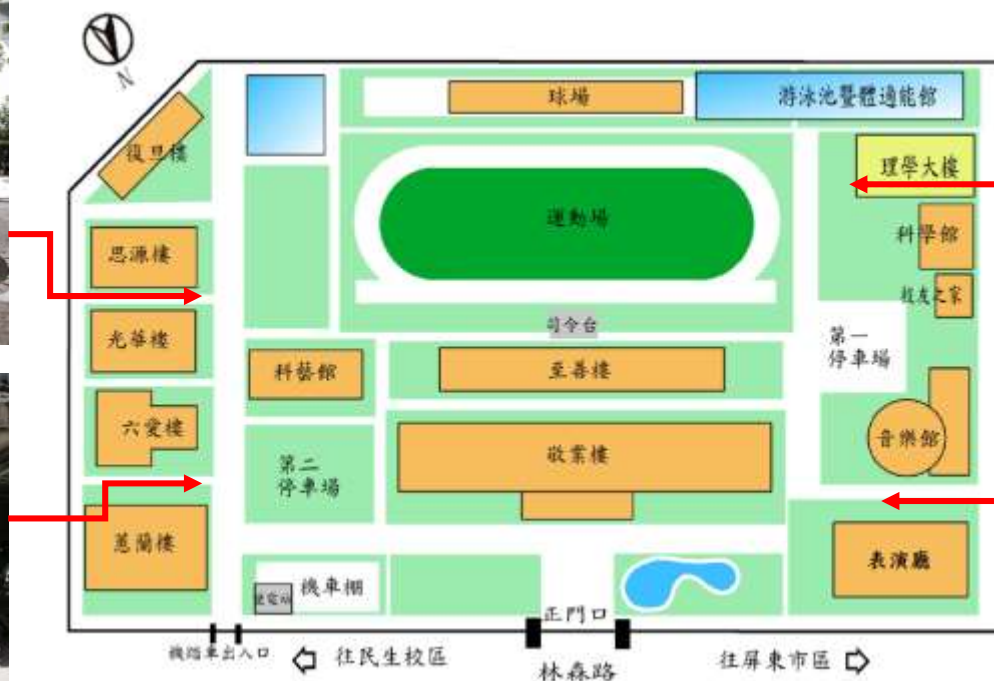 N
復旦樓
球場
游泳池暨體適能館
理學大樓
運動場
科學館
思源樓
校友之家
司令台
光華樓
第一
停車場
科藝館
至善樓
六愛樓
音樂館
敬業樓
第二
停車場
蕙蘭樓
表演廳
機車棚
正門口
機踏車出入口
往民生校區
林森路
往屏東市區